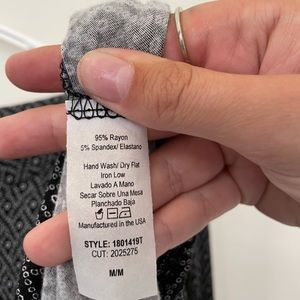 95% Rayon
5% Spandex/ Elastano
Hand Wash/ Dry Flat
Iron Low
Lavado A Mano
Secar Sobre Una Mesa
Planchado Baja
Manufactured in the USA
STYLE: 1801419T
CUT: 2025275
M/M